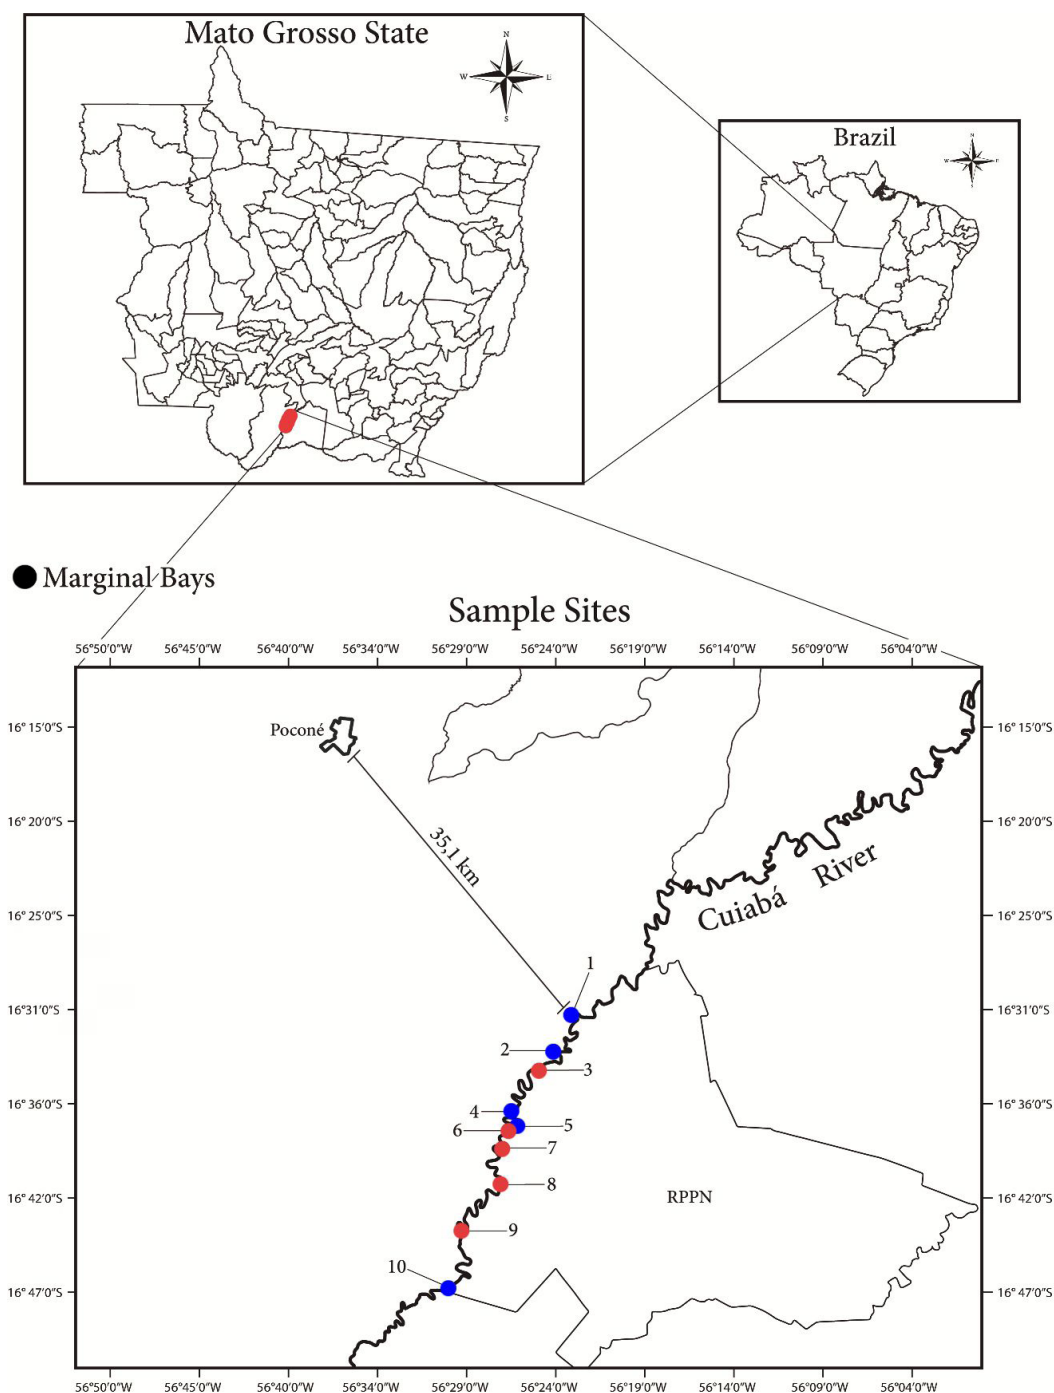 Mato Grosso State
N
W E
S
Brazil
N
W
Marginal Bays
Sample Sites
56°50'0"W 56°45'0"W 56°40'0"W 56°34'0"W 56°29'0"W 56°24'0"W 56°19'0"W 56°14'0"W 56°09'0"W 56°04'0"W
Poconé
16°15'0"S 16°15'0"S
16°20'0"S 16°20'0"S
35,1 km
Cuiabá River
16°25'0"S 16°25'0"S
1
16°31'0"S 16°31'0"S
2
3
16°36'0"S 16°36'0"S
4
5
6
7
8
16°42'0"S RPPN 16°42'0"S
9
10
16°47'0"S 16°47'0"S
56°50'0"W 56°45'0"W 56°40'0"W 56°34'0"W 56°29'0"W 56°24'0"W 56°19'0"W 56°14'0"W 56°09'0"W 56°04'0"W